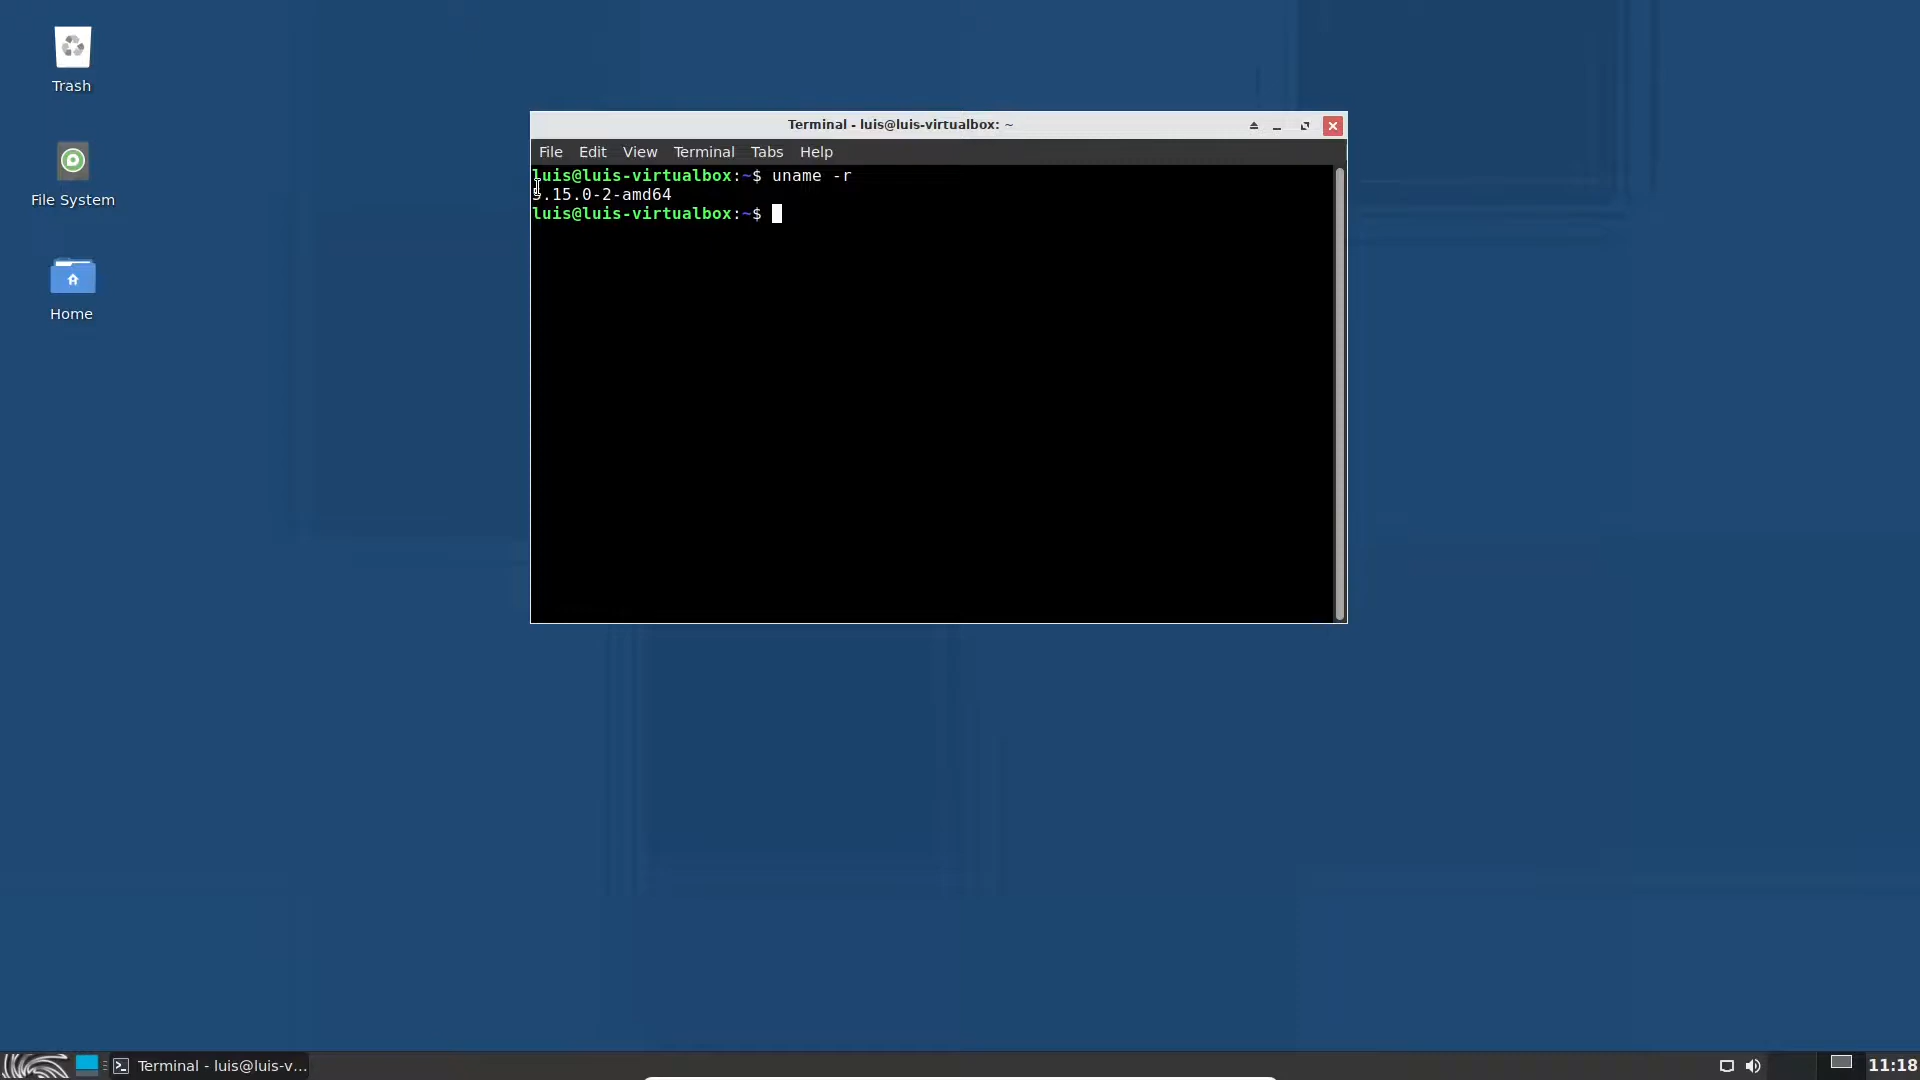 Trash
File System
Home
Terminal - luis@luis-virtualbox: ~
File Edit View Terminal Tabs Help
luis@luis-virtualbox:~$ uname -r
5.15.0-2-amd64
luis@luis-virtualbox:~$
Terminal - luis@luis-v...
11:18